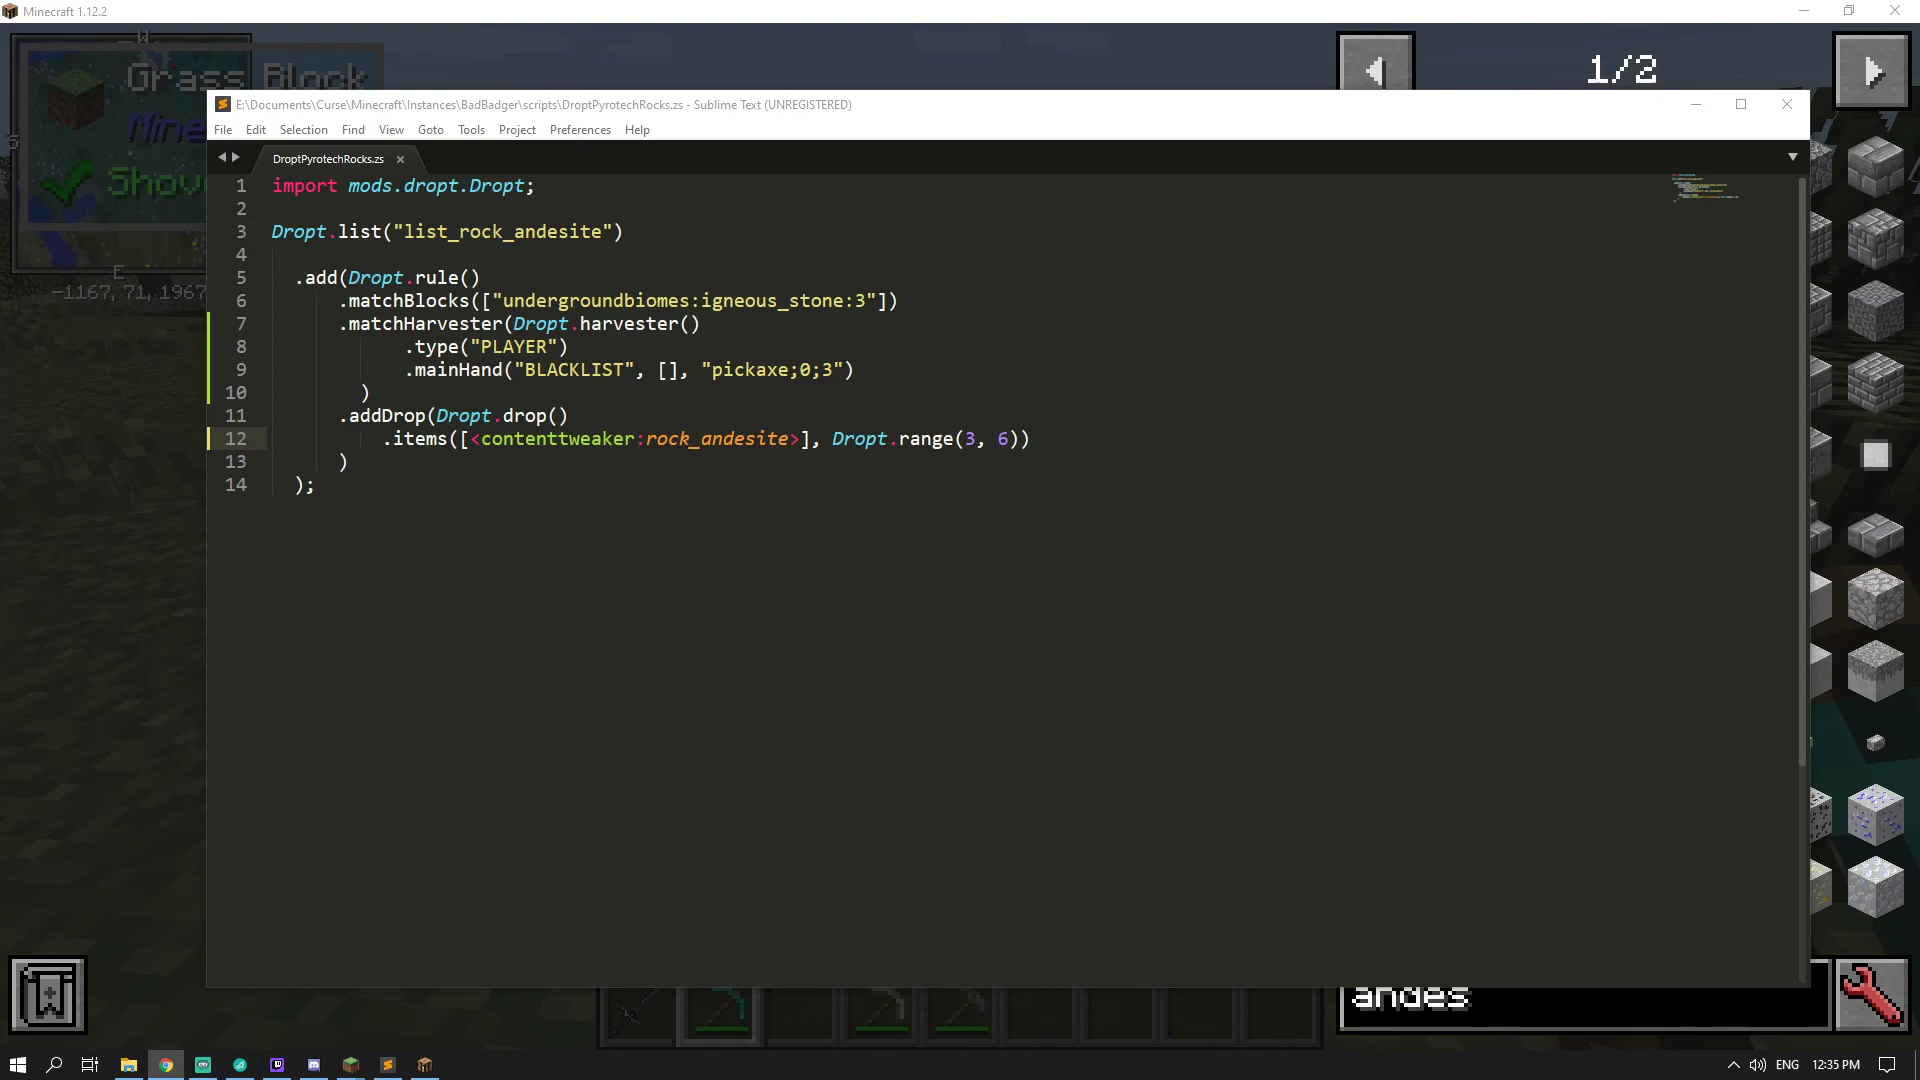 Minecraft 1.12.2
W
Grass Block
Mine
Shov
S
E
-1167, 71, 1967
1/2
E:\Documents\Curse\Minecraft\Instances\BadBadger\scripts\DroptPyrotechRocks.zs - Sublime Text (UNREGISTERED)
File Edit Selection Find View Goto Tools Project Preferences Help
DroptPyrotechRocks.zs
1 import mods.dropt.Dropt;
2
3 Dropt.list("list_rock_andesite")
4
5 .add(Dropt.rule()
6 .matchBlocks(["undergroundbiomes:igneous_stone:3"])
7 .matchHarvester(Dropt.harvester()
8 .type("PLAYER")
9 .mainHand("BLACKLIST", [], "pickaxe;0;3")
10 )
11 .addDrop(Dropt.drop()
12 .items([<contenttweaker:rock_andesite>], Dropt.range(3, 6))
13 )
14 );
andes
ENG 12:35 PM